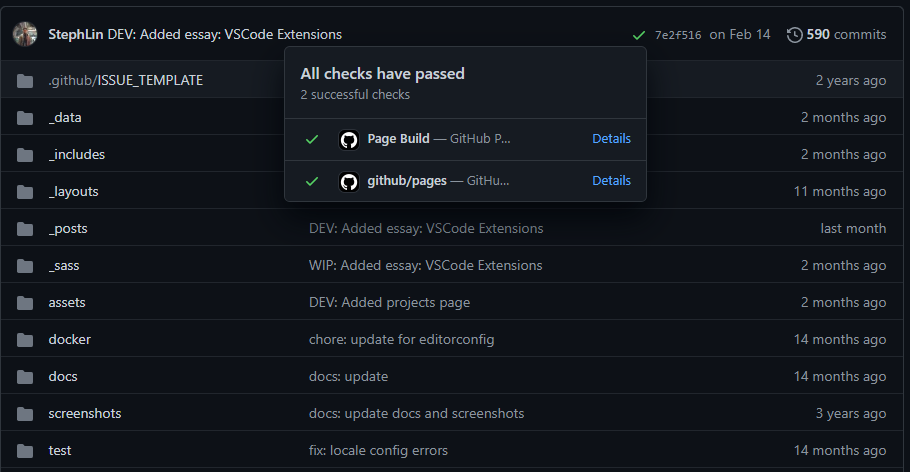 StephLin DEV: Added essay: VSCode Extensions 7e2f516 on Feb 14 590 commits
All checks have passed
2 successful checks
Page Build — GitHub P... Details
github/pages — GitHu... Details
.github/ISSUE_TEMPLATE 2 years ago
_data 2 months ago
_includes 2 months ago
_layouts 11 months ago
_posts DEV: Added essay: VSCode Extensions last month
_sass WIP: Added essay: VSCode Extensions 2 months ago
assets DEV: Added projects page 2 months ago
docker chore: update for editorconfig 14 months ago
docs docs: update 14 months ago
screenshots docs: update docs and screenshots 3 years ago
test fix: locale config errors 14 months ago